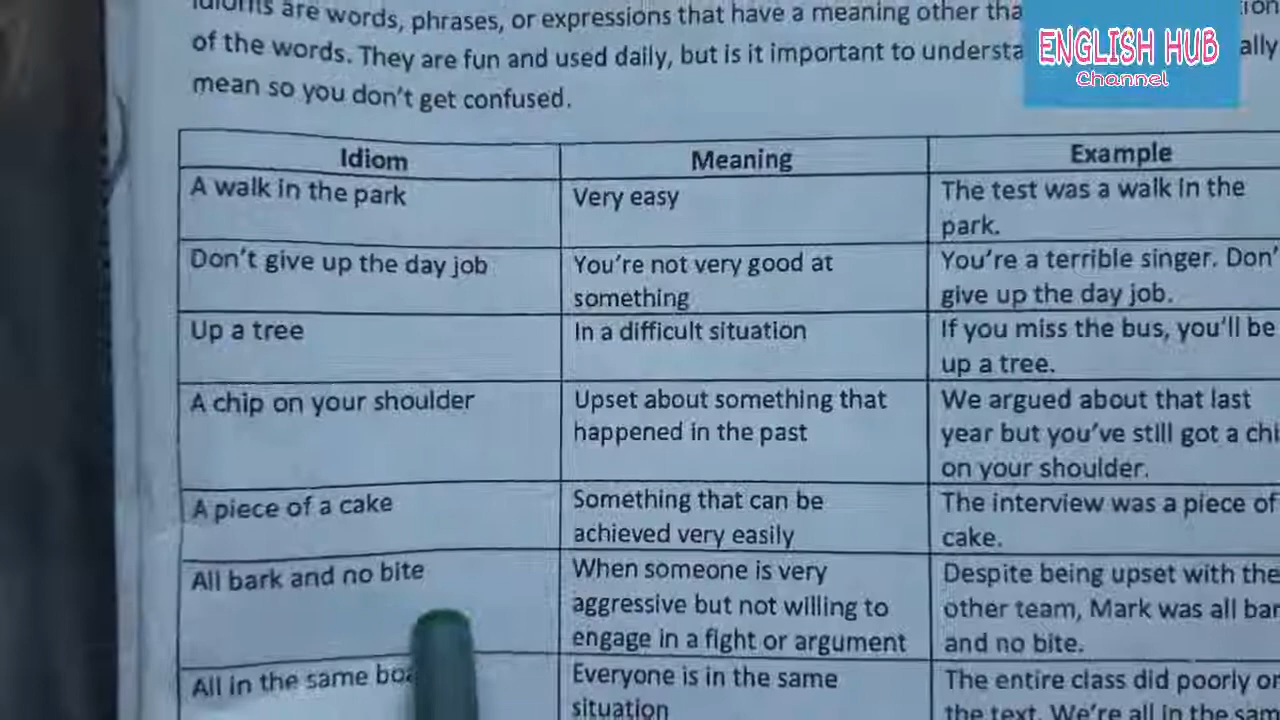 are words, phrases, or expressions that have a meaning other
of the words. They are fun and used daily, but is it important to
mean so you don't get confused.
ENGLISH HUB
Channel
Idiom Meaning Example
A walk in the park Very easy The test was a walk in the
park.
Don't give up the day job You're not very good at You're a terrible singer.
something give up the day job.
Up a tree In a difficult situation If you miss the bus, you'll be
up a tree.
A chip on your shoulder Upset about something that We argued about that last
happened in the past year but you've still got a
on your shoulder.
A piece of a cake Something that can be The interview was a piece of
achieved very easily cake.
All bark and no bite When someone is very Despite being upset with the
aggressive but not willing to other team, Mark was all
engage in a fight or argument and no bite.
All in the same Everyone is in the same The entire class did poorly
situation the text. We're all in the